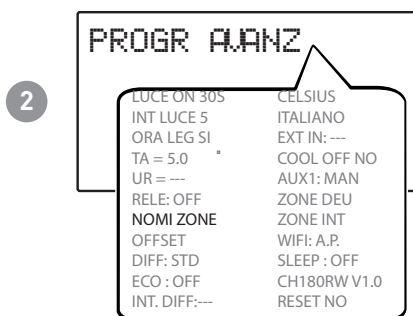 PROGR AVANZ
2
LUCE ON 30S
INT LUCE 5
ORA LEG SI
TA = 5.0 °
UR = ---
RELE: OFF
NOMI ZONE
OFFSET
DIFF: STD
ECO : OFF
INT. DIFF:---
CELSIUS
ITALIANO
EXT IN: ---
COOL OFF NO
AUX1: MAN
ZONE DEU
ZONE INT
WIFI: A.P.
SLEEP : OFF
CH180RW V1.0
RESET NO